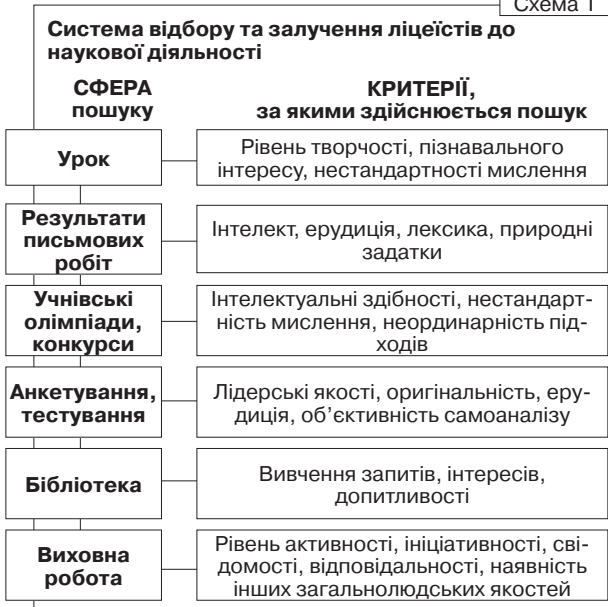 Схема 1
Система відбору та залучення ліцеїстів до
наукової діяльності
СФЕРА
пошуку
КРИТЕРІЇ,
за якими здійснюється пошук
Урок
Рівень творчості, пізнавального
інтересу, нестандартності мислення
Результати
письмових
робіт
Інтелект, ерудиція, лексика, природні
задатки
Учнівські
олімпіади,
конкурси
Інтелектуальні здібності, нестандарт-
ність мислення, неординарність під-
ходів
Анкетування,
тестування
Лідерські якості, оригінальність, еру-
диція, об’єктивність самоаналізу
Бібліотека
Вивчення запитів, інтересів,
допитливості
Виховна
робота
Рівень активності, ініціативності, сві-
домості, відповідальності, наявність
інших загальнолюдських якостей